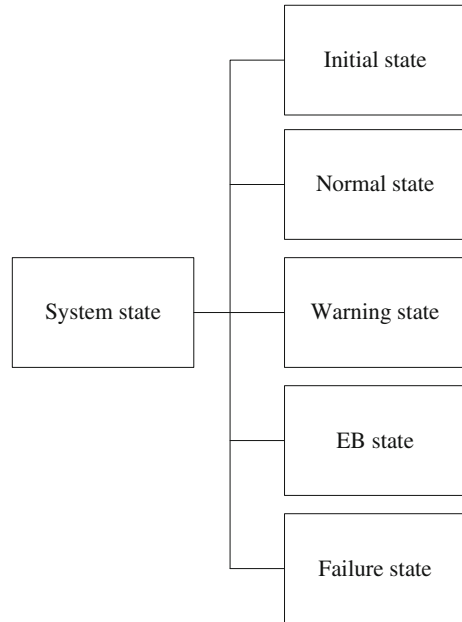 Initial state
Normal state
System state
Warning state
EB state
Failure state